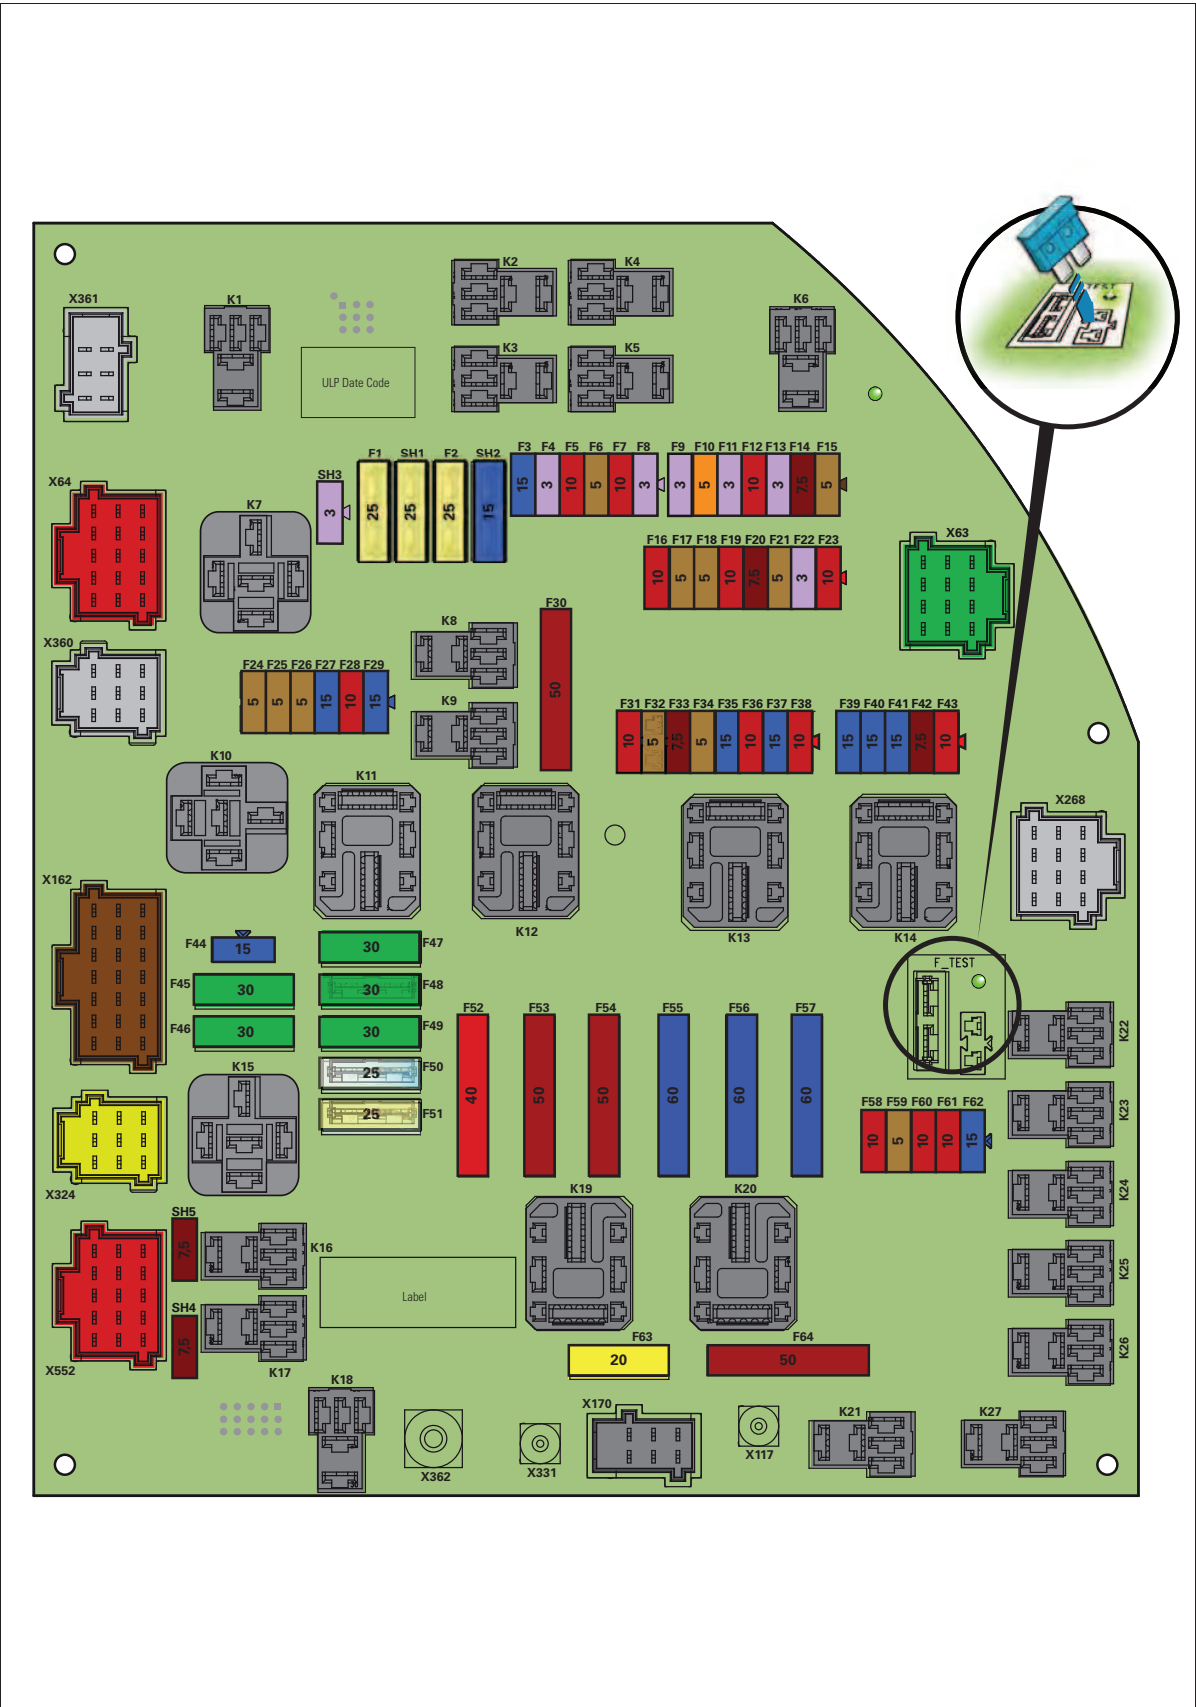 TEST
K2 K4
X361 K1 K6
ULP Date Code
K3 K5
F1 SH1 F2 SH2 F3 F4 F5 F6 F7 F8 F9 F10 F11 F12 F13 F14 F15
25 25 25 15 15 3 10 5 10 3 3 5 3 10 3 7.5 5
X64 SH3
3
K7
F16 F17 F18 F19 F20 F21 F22 F23 X63
10 5 5 10 7.5 5 3 10
F30
50
X360 K8
F24 F25 F26 F27 F28 F29
5 5 5 15 10 15
K9
F31 F32 F33 F34 F35 F36 F37 F38 F39 F40 F41 F42 F43
10 5 7,5 5 15 10 15 10 15 15 15 7.5 10
K10 K11 X268
X162
K12 K13 K14
F44 15 30 F47
F_TEST
F45 30 30 F48
F52 F53 F54 F55 F56 F57
40 50 50 60 60 60
F46 30 30 F49
K22
K15 25 F50
25 F51
F58 F59 F60 F61 F62
10 5 10 10 15
K23
X324 K19 K20 K24
SH5
7,5
K16
Label
K25
SH4
7,5
F63 F64
20 50
K26
X552 K17
K18 X170 K21 K27
30
X362 X331 X117